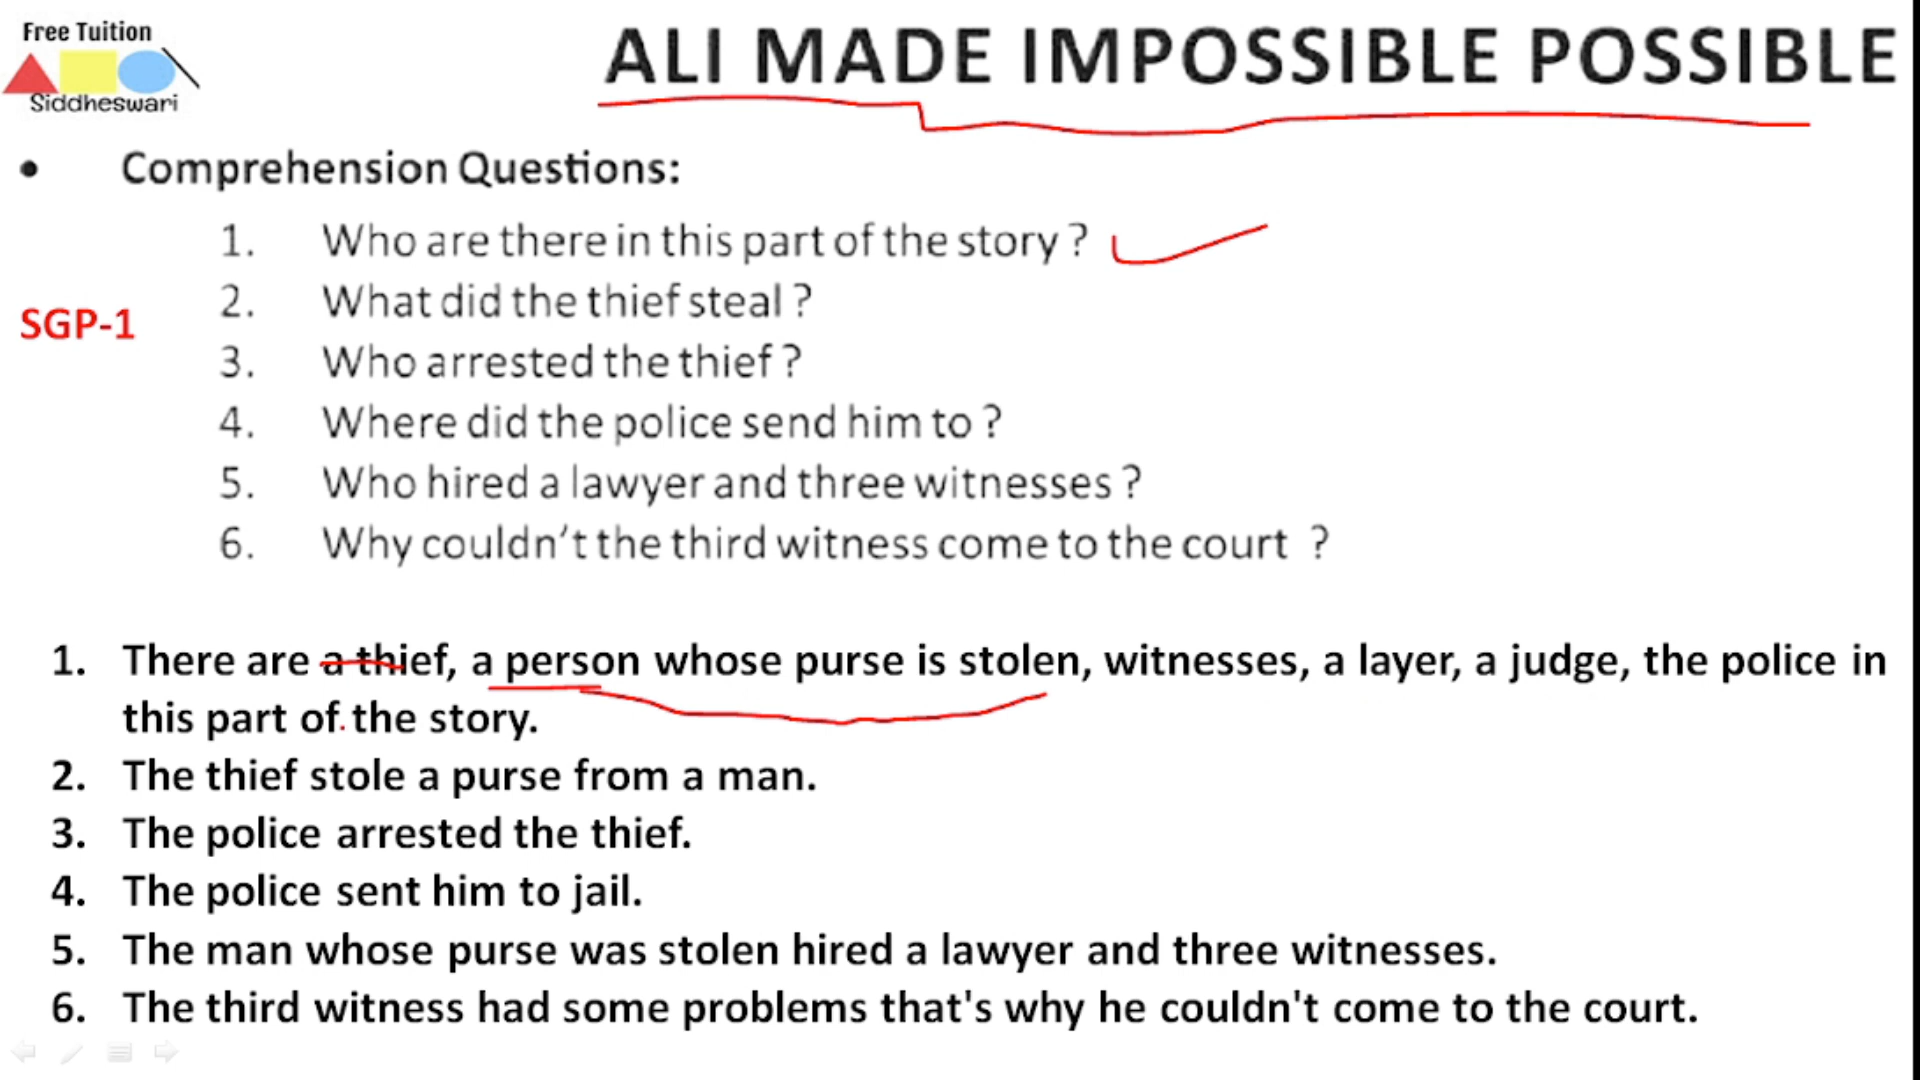 Free Tuition
Siddheswari
ALI MADE IMPOSSIBLE POSSIBLE
• Comprehension Questions:
1. Who are there in this part of the story ?
2. What did the thief steal ?
SGP-1
3. Who arrested the thief ?
4. Where did the police send him to ?
5. Who hired a lawyer and three witnesses ?
6. Why couldn't the third witness come to the court ?
1. There are a thief, a person whose purse is stolen, witnesses, a layer, a judge, the police in
this part of the story.
2. The thief stole a purse from a man.
3. The police arrested the thief.
4. The police sent him to jail.
5. The man whose purse was stolen hired a lawyer and three witnesses.
6. The third witness had some problems that's why he couldn't come to the court.